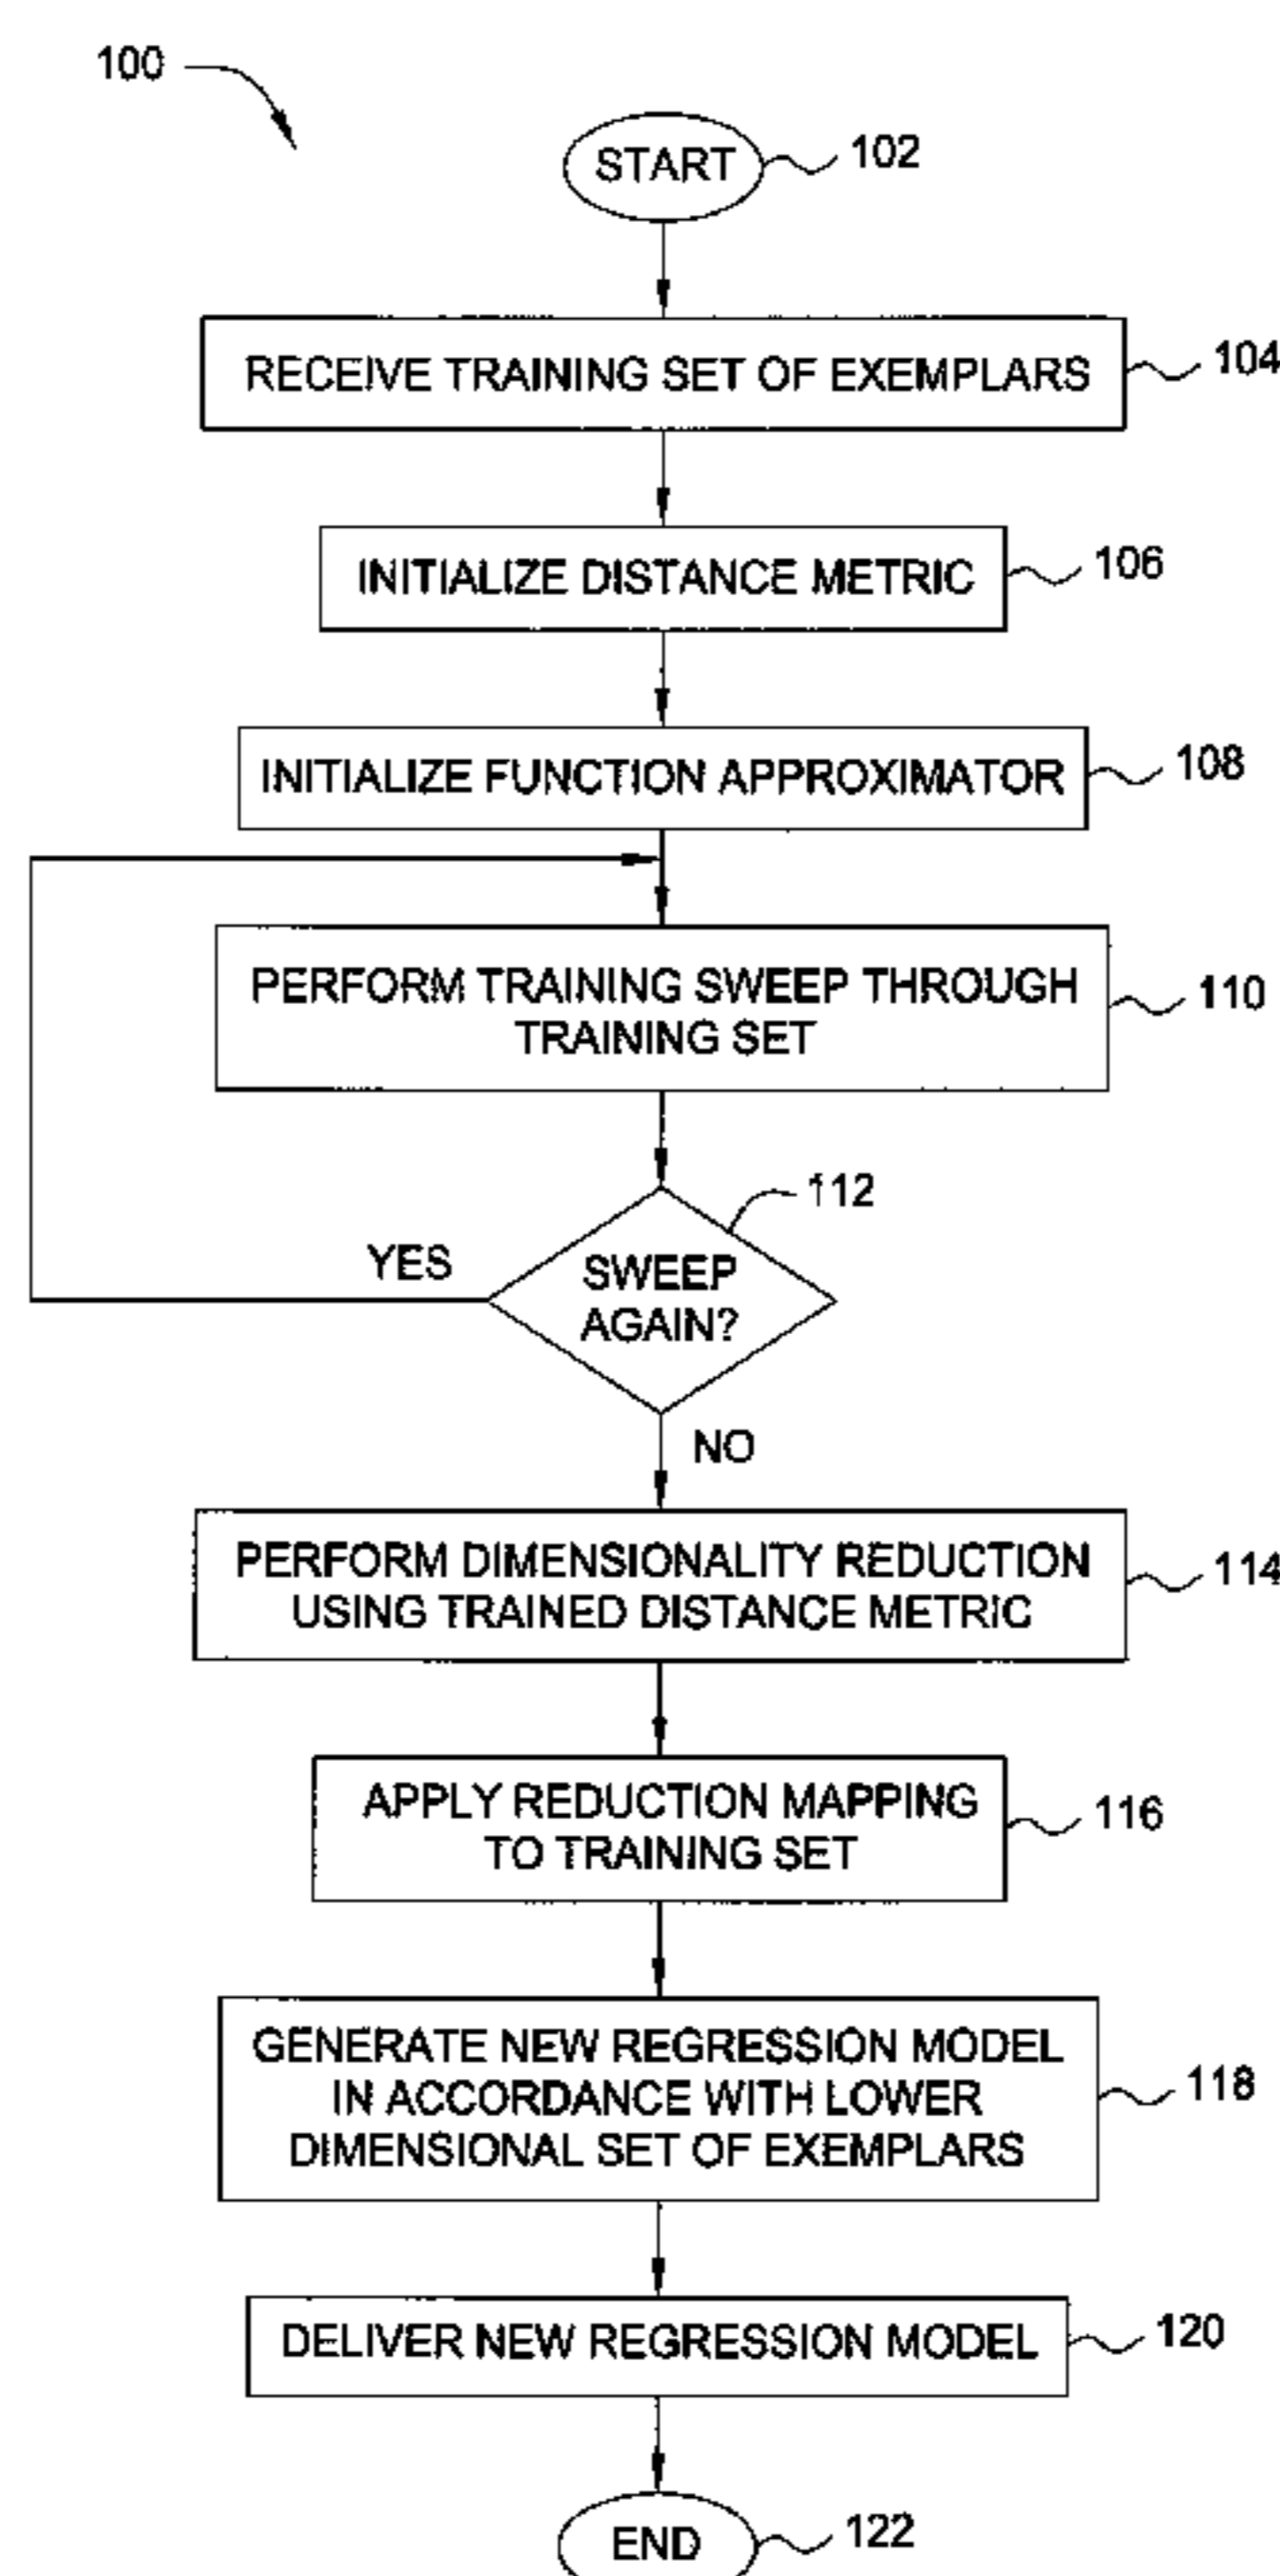 100
START
102
RECEIVE TRAINING SET OF EXEMPLARS
104
INITIALIZE DISTANCE METRIC
106
INITIALIZE FUNCTION APPROXIMATOR
108
PERFORM TRAINING SWEEP THROUGH
TRAINING SET
110
112
SWEEP
AGAIN?
YES
NO
PERFORM DIMENSIONALITY REDUCTION
USING TRAINED DISTANCE METRIC
114
APPLY REDUCTION MAPPING
TO TRAINING SET
116
GENERATE NEW REGRESSION MODEL
IN ACCORDANCE WITH LOWER
DIMENSIONAL SET OF EXEMPLARS
118
DELIVER NEW REGRESSION MODEL
120
END
122